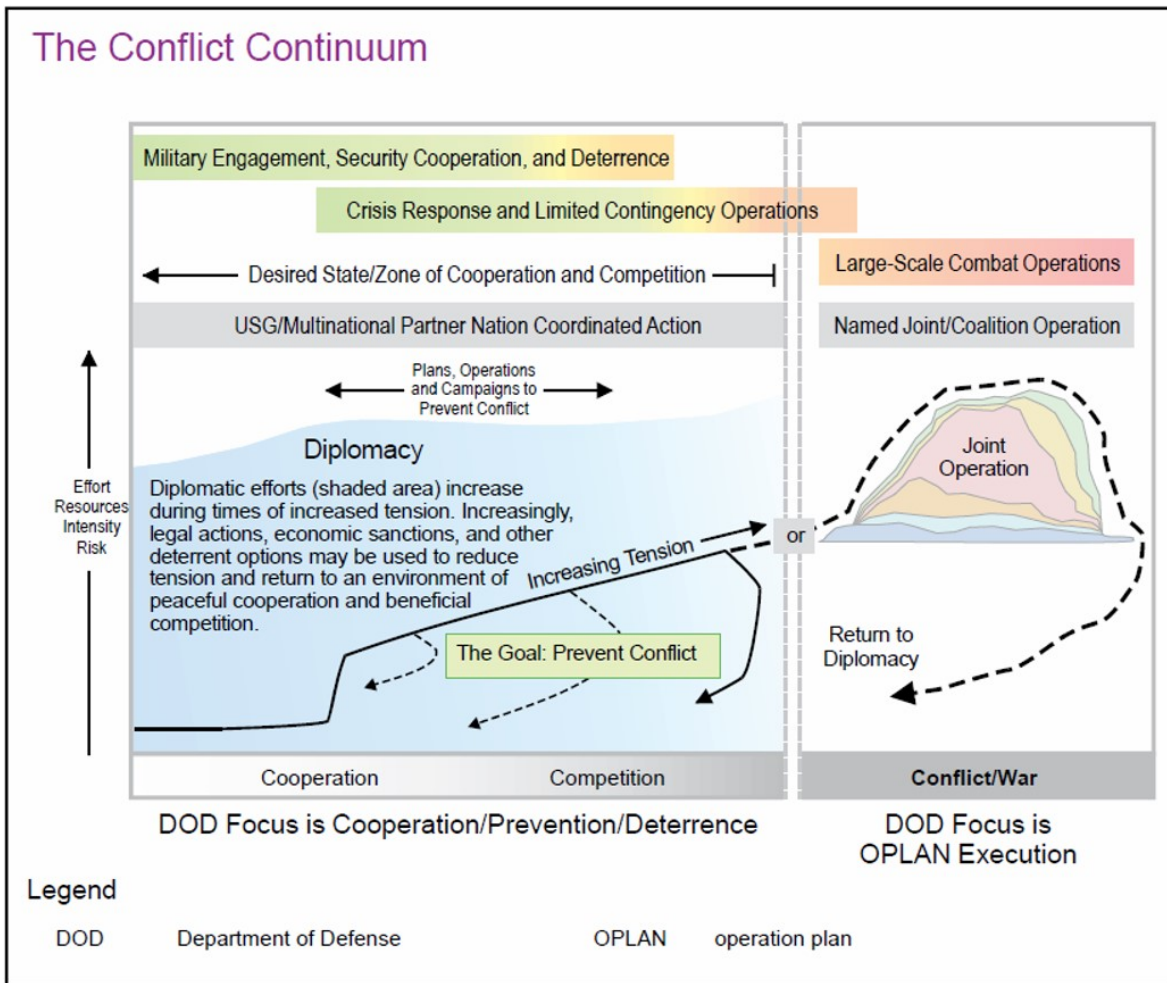 The Conflict Continuum
Military Engagement, Security Cooperation, and Deterrence
Crisis Response and Limited Contingency Operations
Desired State/Zone of Cooperation and Competition
Large-Scale Combat Operations
USG/Multinational Partner Nation Coordinated Action
Named Joint/Coalition Operation
Plans, Operations
and Campaigns to
Prevent Conflict
Effort
Resources
Intensity
Risk
Diplomacy
Diplomatic efforts (shaded area) increase
during times of increased tension. Increasingly,
legal actions, economic sanctions, and other
deterrent options may be used to reduce
tension and return to an environment of
peaceful cooperation and beneficial
competition.
Increasing Tension
or
Joint
Operation
The Goal: Prevent Conflict
Return to
Diplomacy
Cooperation
Competition
Conflict/War
DOD Focus is Cooperation/Prevention/Deterrence
DOD Focus is
OPLAN Execution
Legend
DOD Department of Defense OPLAN operation plan